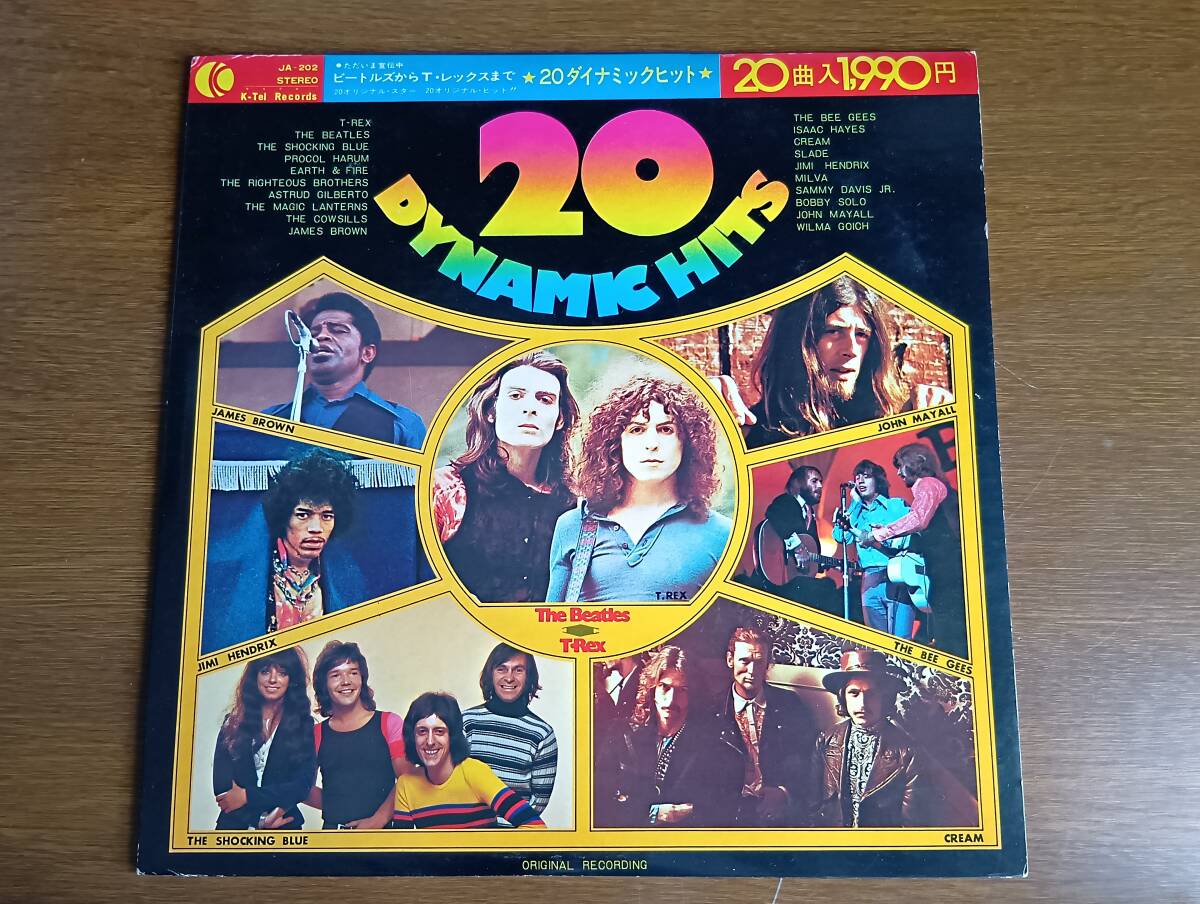 K-Tel Records
JA-202
STEREO
●ただいま宣伝中
ビートルズからT・レックスまで
20オリジナル・スター 20オリジナル・ヒット!!
★20ダイナミックヒット★
20曲入1,990円
T-REX
THE BEATLES
THE SHOCKING BLUE
PROCOL HARUM
EARTH & FIRE
THE RIGHTEOUS BROTHERS
ASTRUD GILBERTO
THE MAGIC LANTERNS
THE COWSILLS
JAMES BROWN
20
DYNAMIC HITS
THE BEE GEES
ISAAC HAYES
CREAM
SLADE
JIMI HENDRIX
MILVA
SAMMY DAVIS JR.
BOBBY SOLO
JOHN MAYALL
WILMA GOICH
JAMES BROWN
JOHN MAYALL
T.REX
The Beatles
T-Rex
JIMI HENDRIX
THE BEE GEES
THE SHOCKING BLUE
CREAM
ORIGINAL RECORDING